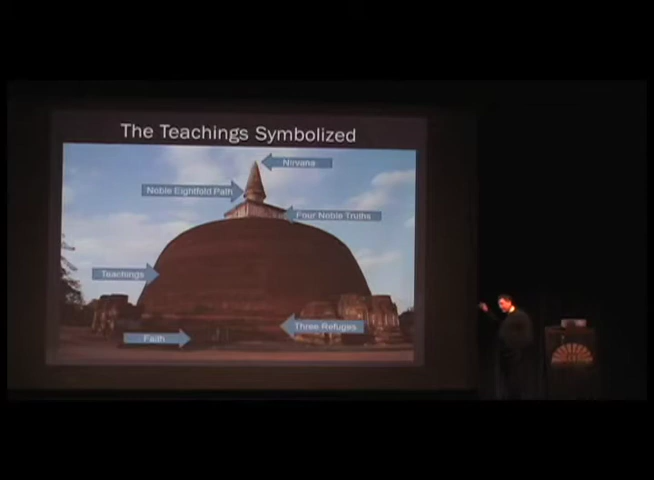 The Teachings Symbolized
Nirvana
Noble Eightfold Path
Four Noble Truths
Teachings
Three Refuges
Faith